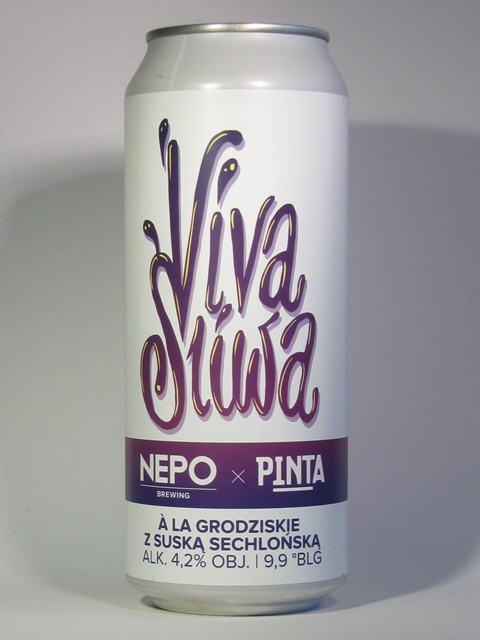 Viva
Śliwa
NEPO × PINTA
BREWING
À LA GRODZISKIE
Z SUSKĄ SECHLOŃSKĄ
ALK. 4,2% OBJ. | 9,9 °BLG